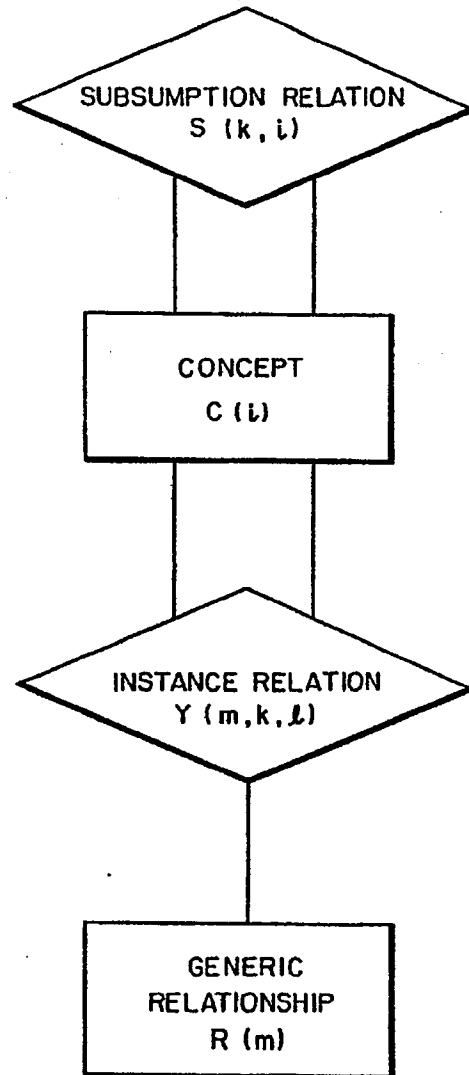 SUBSUMPTION RELATION
S (k, i)
CONCEPT
C (i)
INSTANCE RELATION
Y (m, k, ℓ)
GENERIC
RELATIONSHIP
R (m)